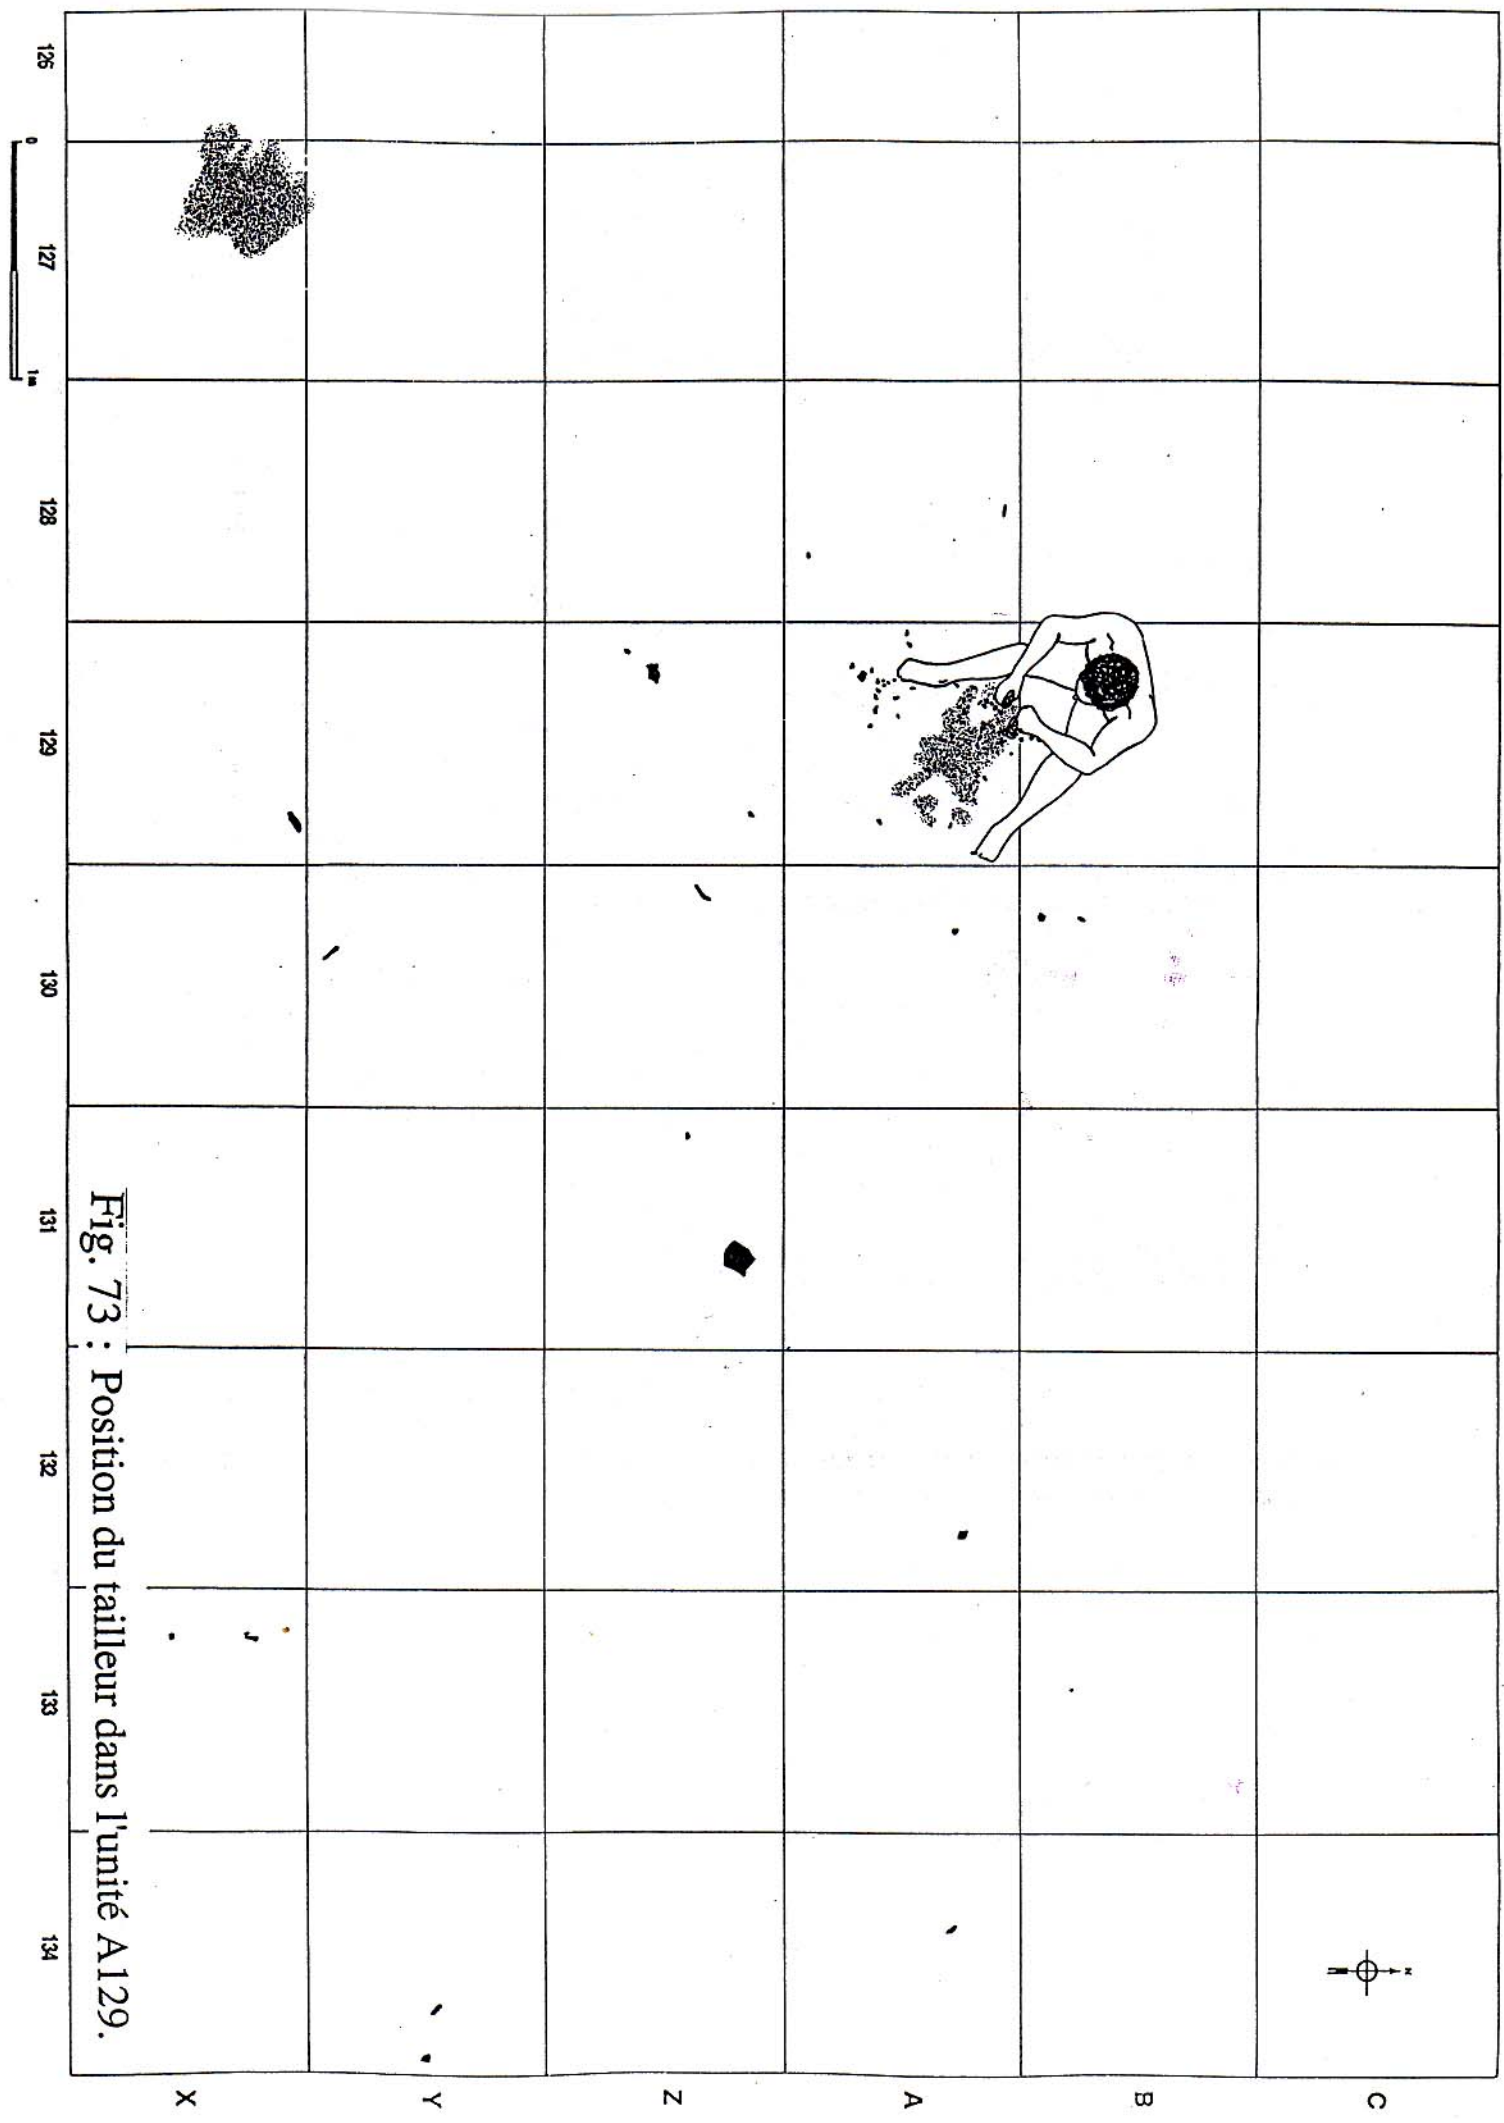 C
B
A
Z
Y
X
N
126
127
128
129
130
131
132
133
134
0
1m
Fig. 73 : Position du tailleur dans l'unité A129.